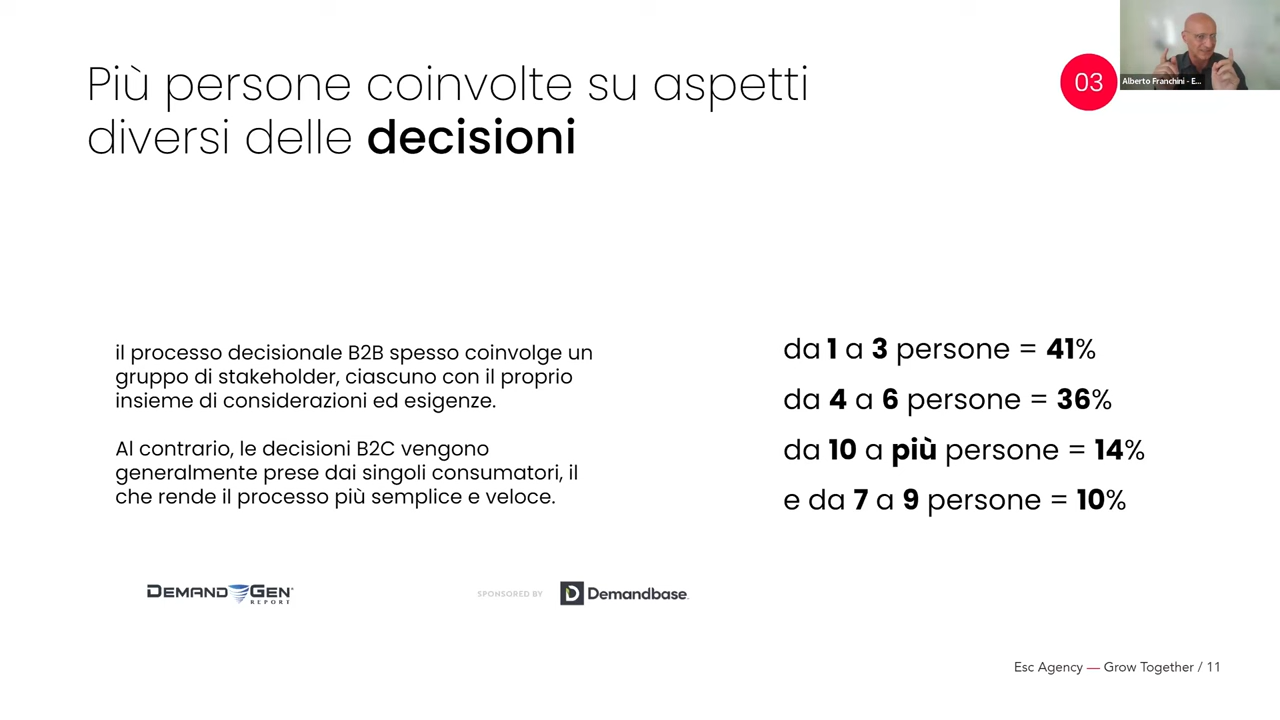 Più persone coinvolte su aspetti
diversi delle decisioni
03
Alberto Franchini - E...
il processo decisionale B2B spesso coinvolge un
gruppo di stakeholder, ciascuno con il proprio
insieme di considerazioni ed esigenze.
Al contrario, le decisioni B2C vengono
generalmente prese dai singoli consumatori, il
che rende il processo più semplice e veloce.
da 1 a 3 persone = 41%
da 4 a 6 persone = 36%
da 10 a più persone = 14%
e da 7 a 9 persone = 10%
DEMAND GEN
REPORT
SPONSORED BY
Demandbase
Esc Agency — Grow Together / 11